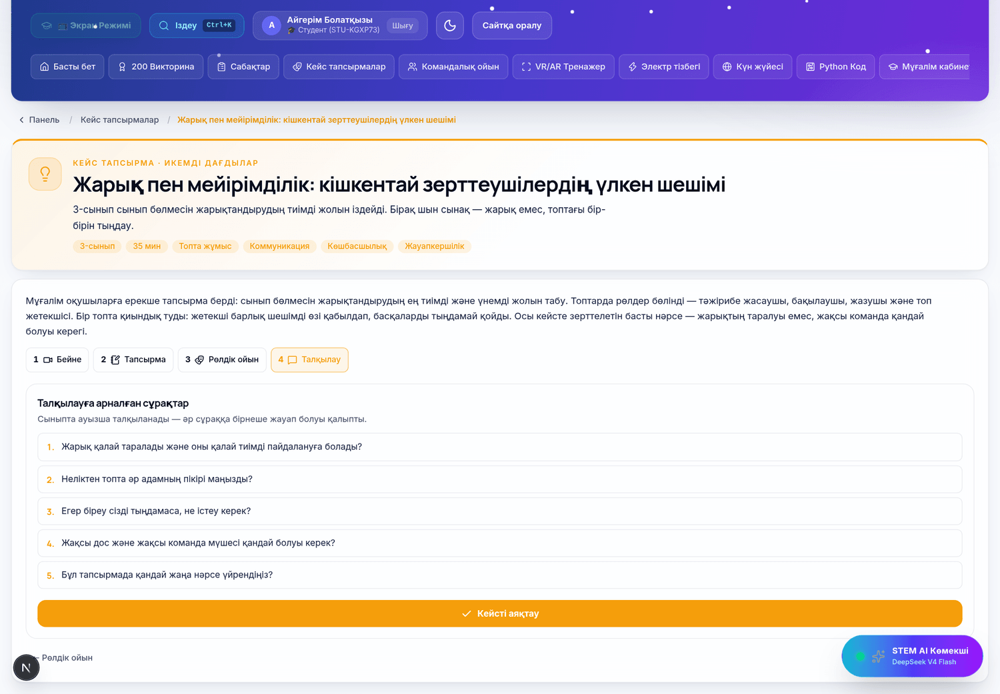 📺 Экран Режимі
Іздеу Ctrl+K
A
Айгерім Болатқызы
🎓 Студент (STU-KGXP73)
Шығу
Сайтқа оралу
Басты бет
200 Викторина
Сабақтар
Кейс тапсырмалар
Командалық ойын
VR/AR Тренажер
Электр тізбегі
Күн жүйесі
Python Код
Мұғалім кабине
Панель / Кейс тапсырмалар / Жарық пен мейірімділік: кішкентай зерттеушілердің үлкен шешімі
КЕЙС ТАПСЫРМА · ИКЕМДІ ДАҒДЫЛАР
Жарық пен мейірімділік: кішкентай зерттеушілердің үлкен шешімі
3-сынып сынып бөлмесін жарықтандырудың тиімді жолын іздейді. Бірақ шын сынақ — жарық емес, топтағы бір-
бірін тыңдау.
3-сынып
35 мин
Топта жұмыс
Коммуникация
Көшбасшылық
Жауапкершілік
Мұғалім оқушыларға ерекше тапсырма берді: сынып бөлмесін жарықтандырудың ең тиімді және үнемді жолын табу. Топтарда рөлдер бөлінді — тәжірибе жасаушы, бақылаушы, жазушы және топ
жетекшісі. Бір топта қиындық туды: жетекші барлық шешімді өзі қабылдап, басқаларды тыңдамай қойды. Осы кейсте зерттелетін басты нәрсе — жарықтың таралуы емес, жақсы команда қандай
болуы керегі.
1 Бейне
2 Тапсырма
3 Рөлдік ойын
4 Талқылау
Талқылауға арналған сұрақтар
Сыныпта ауызша талқыланады — әр сұраққа бірнеше жауап болуы қалыпты.
1. Жарық қалай таралады және оны қалай тиімді пайдалануға болады?
2. Неліктен топта әр адамның пікірі маңызды?
3. Егер біреу сізді тыңдамаса, не істеу керек?
4. Жақсы дос және жақсы команда мүшесі қандай болуы керек?
5. Бұл тапсырмада қандай жаңа нәрсе үйрендіңіз?
Кейсті аяқтау
← Рөлдік ойын
N
STEM AI Көмекші
DeepSeek V4 Flash